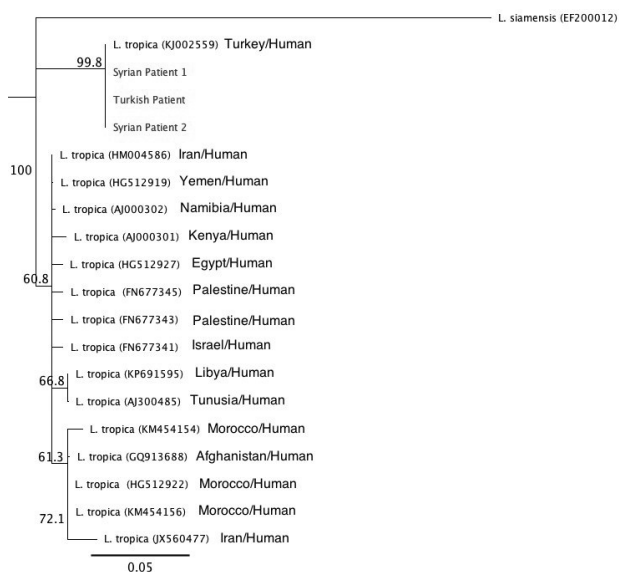 L. siamensis (EF200012)
L. tropica (KJ002559) Turkey/Human
99.8
Syrian Patient 1
Turkish Patient
Syrian Patient 2
L. tropica (HM004586) Iran/Human
100
L. tropica (HG512919) Yemen/Human
L. tropica (AJ000302) Namibia/Human
L. tropica (AJ000301) Kenya/Human
L. tropica (HG512927) Egypt/Human
60.8
L. tropica (FN677345) Palestine/Human
L. tropica (FN677343) Palestine/Human
L. tropica (FN677341) Israel/Human
L. tropica (KP691595) Libya/Human
66.8
L. tropica (AJ300485) Tunusia/Human
L. tropica (KM454154) Morocco/Human
61.3
L. tropica (GQ913688) Afghanistan/Human
L. tropica (HG512922) Morocco/Human
L. tropica (KM454156) Morocco/Human
72.1
L. tropica (JX560477) Iran/Human
0.05